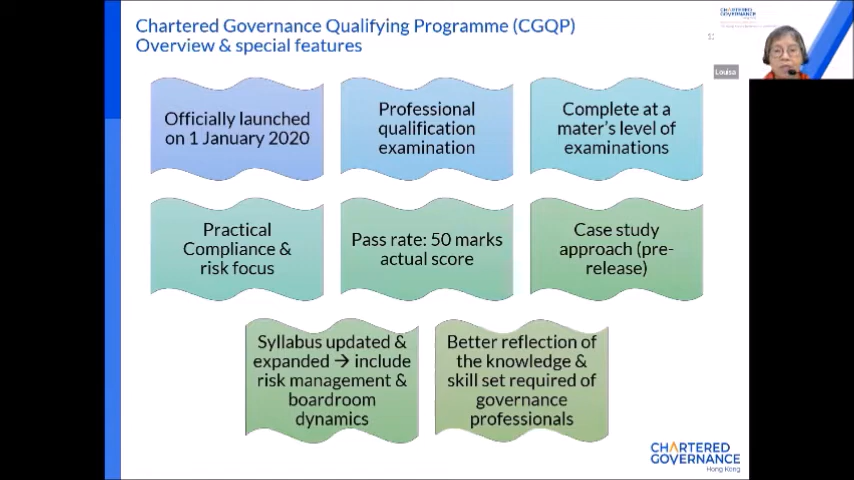 Chartered Governance Qualifying Programme (CGQP)
Overview & special features
CHARTERED
GOVERNANCE
Louisa
Officially launched
on 1 January 2020
Professional
qualification
examination
Complete at a
mater's level of
examinations
Practical
Compliance &
risk focus
Pass rate: 50 marks
actual score
Case study
approach (pre-
release)
Syllabus updated &
expanded → include
risk management &
boardroom
dynamics
Better reflection of
the knowledge &
skill set required of
governance
professionals
CHARTERED
GOVERNANCE
Hong Kong